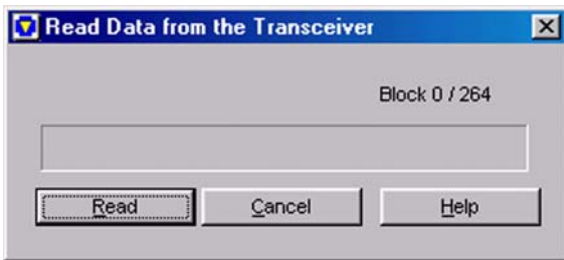 Read Data from the Transceiver
Block 0 / 264
Read Cancel Help